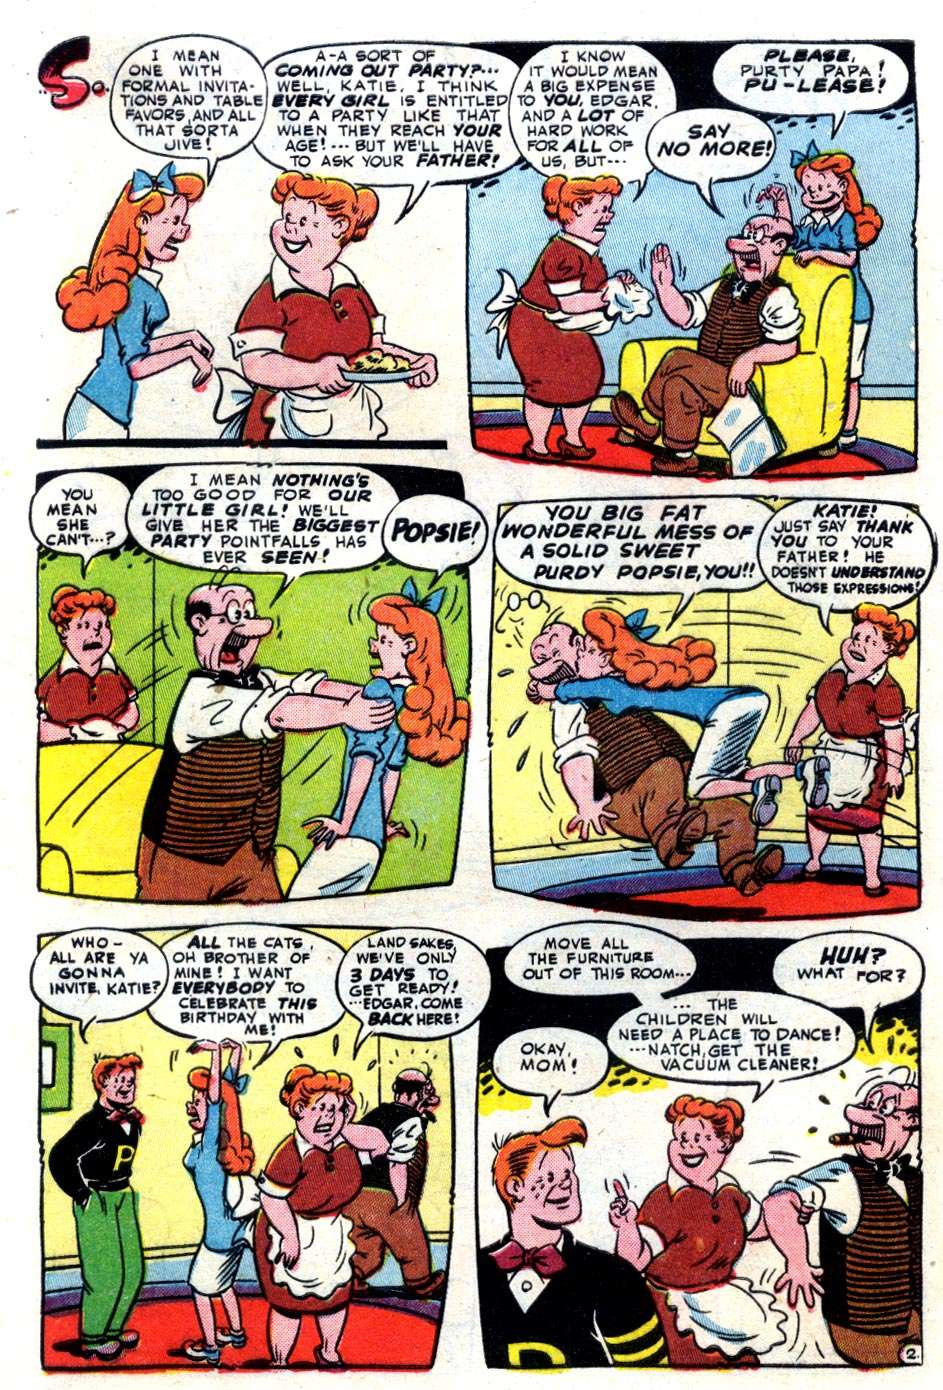 So.
I MEAN
ONE WITH
FORMAL INVITA-
TIONS AND TABLE
FAVORS, AND ALL
THAT SORTA
JIVE!
A-A SORT OF
COMING OUT PARTY?...
WELL, KATIE, I THINK
EVERY GIRL IS ENTITLED
TO A PARTY LIKE THAT
WHEN THEY REACH YOUR
AGE! --- BUT WE'LL HAVE
TO ASK YOUR FATHER!
I KNOW
IT WOULD MEAN
A BIG EXPENSE
TO YOU, EDGAR,
AND A LOT OF
HARD WORK
FOR ALL OF
US, BUT---
SAY
NO MORE!
PLEASE,
PURTY PAPA!
PU-LEASE!
YOU
MEAN
SHE
CAN'T---?
I MEAN NOTHING'S
TOO GOOD FOR OUR
LITTLE GIRL! WE'LL
GIVE HER THE BIGGEST
PARTY POINTFALLS HAS
EVER SEEN!
POPSIE!
YOU BIG FAT
WONDERFUL MESS OF
A SOLID SWEET
PURDY POPSIE, YOU!!
KATIE!
JUST SAY THANK
YOU TO YOUR
FATHER! HE
DOESN'T UNDERSTAND
THOSE EXPRESSIONS!
WHO-
ALL ARE YA
GONNA
INVITE, KATIE?
ALL THE CATS,
OH BROTHER OF
MINE! I WANT
EVERYBODY TO
CELEBRATE THIS
BIRTHDAY WITH
ME!
LAND SAKES,
WE'VE ONLY
3 DAYS TO
GET READY!
...EDGAR, COME
BACK HERE!
MOVE ALL
THE FURNITURE
OUT OF THIS ROOM---
OKAY,
MOM!
... THE
CHILDREN WILL
NEED A PLACE TO DANCE!
...NATCH, GET THE
VACUUM CLEANER!
HUH?
WHAT FOR?
P
P
2.